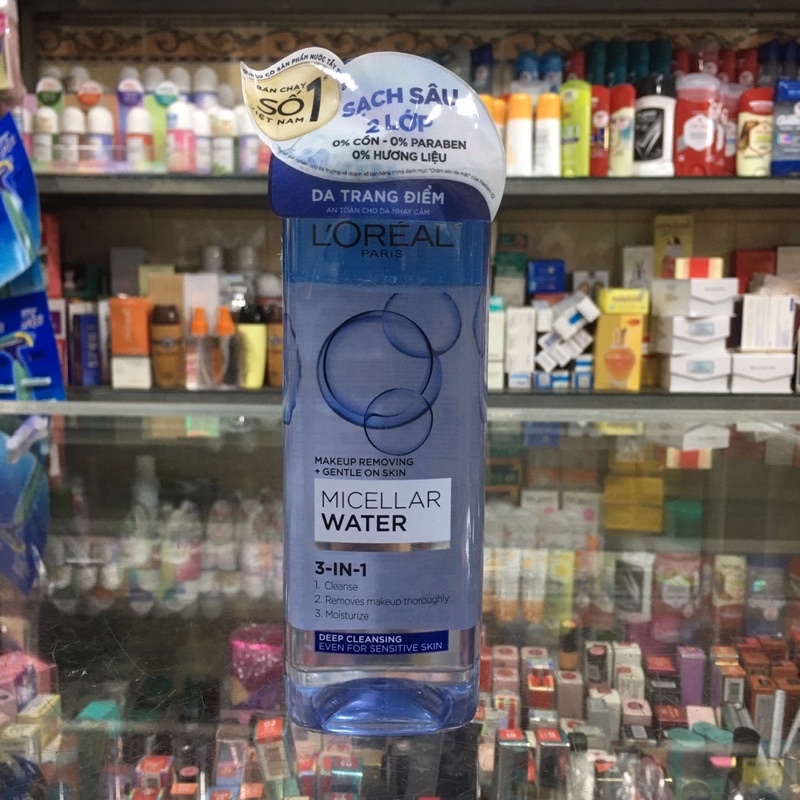 BÁN CHẠY
SỐ 1
VIỆT NAM
SẠCH SÂU
2 LỚP
0% CỒN - 0% PARABEN
0% HƯƠNG LIỆU
DA TRANG ĐIỂM
AN TOÀN CHO DA NHẠY CẢM
L'ORÉAL
PARIS
MAKEUP REMOVING
+ GENTLE ON SKIN
MICELLAR
WATER
3-IN-1
1. Cleanse
2. Removes makeup thoroughly
3. Moisturize
DEEP CLEANSING
EVEN FOR SENSITIVE SKIN